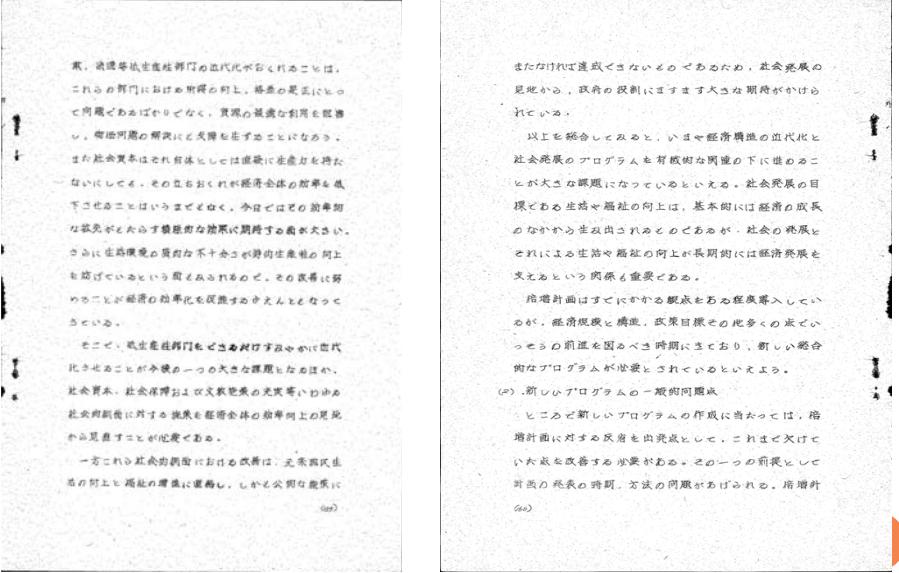 業、流通等低生産性部門の近代化がおくれることは、
これらの部門における所得の向上、格差の是正にとっ
て問題であるばかりでなく、資源の最適な利用を阻害
し、物価問題の解決にも支障を生ずることになろう。
また社会資本はそれ自体としては直接に生産力を持た
ないにしても、その立ちおくれが経済全体の効率を低
下させることはいうまでもなく、今日ではその効率的
な拡充がもたらす積極的な効果に期待する面が大きい。
さらに生活環境の質的な不十分さが労働生産性の向上
を妨げているという面もみられるので、その改善に努
めることが経済の効率化を促進するゆえんともなって
きている。
そこで、低生産性部門をできるだけすみやかに近代
化させることが今後の一つの大きな課題となるほか、
社会資本、社会保障および文教施策の充実等いわゆる
社会的側面に対する施策を経済全体の効率向上の見地
から見直すことが必要である。
一方これら社会的側面における改善は、元来国民生
活の向上と福祉の増進に直結し、しかも公的な施策に
またなければ達成できないものであるため、社会発展の
見地から、政府の役割にますます大きな期待がかけら
れている。
以上を総合してみると、いまや経済構造の近代化と
社会発展のプログラムを有機的な関連の下に進めるこ
とが大きな課題になっているといえる。社会発展の目
標である生活や福祉の向上は、基本的には経済の成長
のなかから生み出されるものであるが、社会の発展と
それによる生活や福祉の向上が長期的には経済発展を
支えるという関係も重要である。
倍増計画はすでにかかる観点をある程度導入してい
るが、経済規模と構造、政策目標その他多くの点でい
っそうの前進を図るべき時期にきており、新しい総合
的なプログラムが必要とされているといえよう。
(2) 新しいプログラムの一般的問題点
ところで新しいプログラムの作成に当たっては、倍
増計画に対する反省を出発点として、これまで欠けて
いた点を改善する必要がある。その一つの前提として
計画の発表の時期、方法の問題があげられる。倍増計
(60)